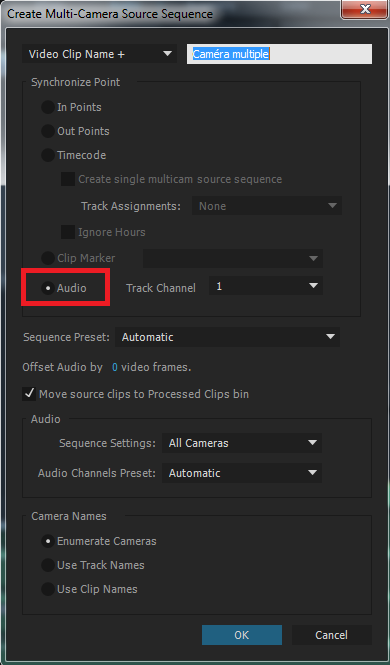 Create Multi-Camera Source Sequence
Video Clip Name + Caméra multiple
Synchronize Point
In Points
Out Points
Timecode
Create single multicam source sequence
Track Assignments: None
Ignore Hours
Clip Marker
Audio Track Channel 1
Sequence Preset: Automatic
Offset Audio by 0 video frames.
Move source clips to Processed Clips bin
Audio
Sequence Settings: All Cameras
Audio Channels Preset: Automatic
Camera Names
Enumerate Cameras
Use Track Names
Use Clip Names
OK Cancel